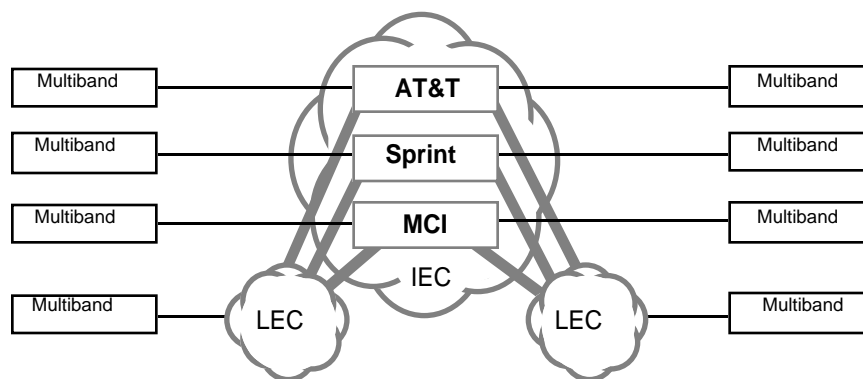 Multiband
AT&T
Multiband
Multiband
Sprint
Multiband
Multiband
MCI
Multiband
IEC
Multiband
LEC
LEC
Multiband